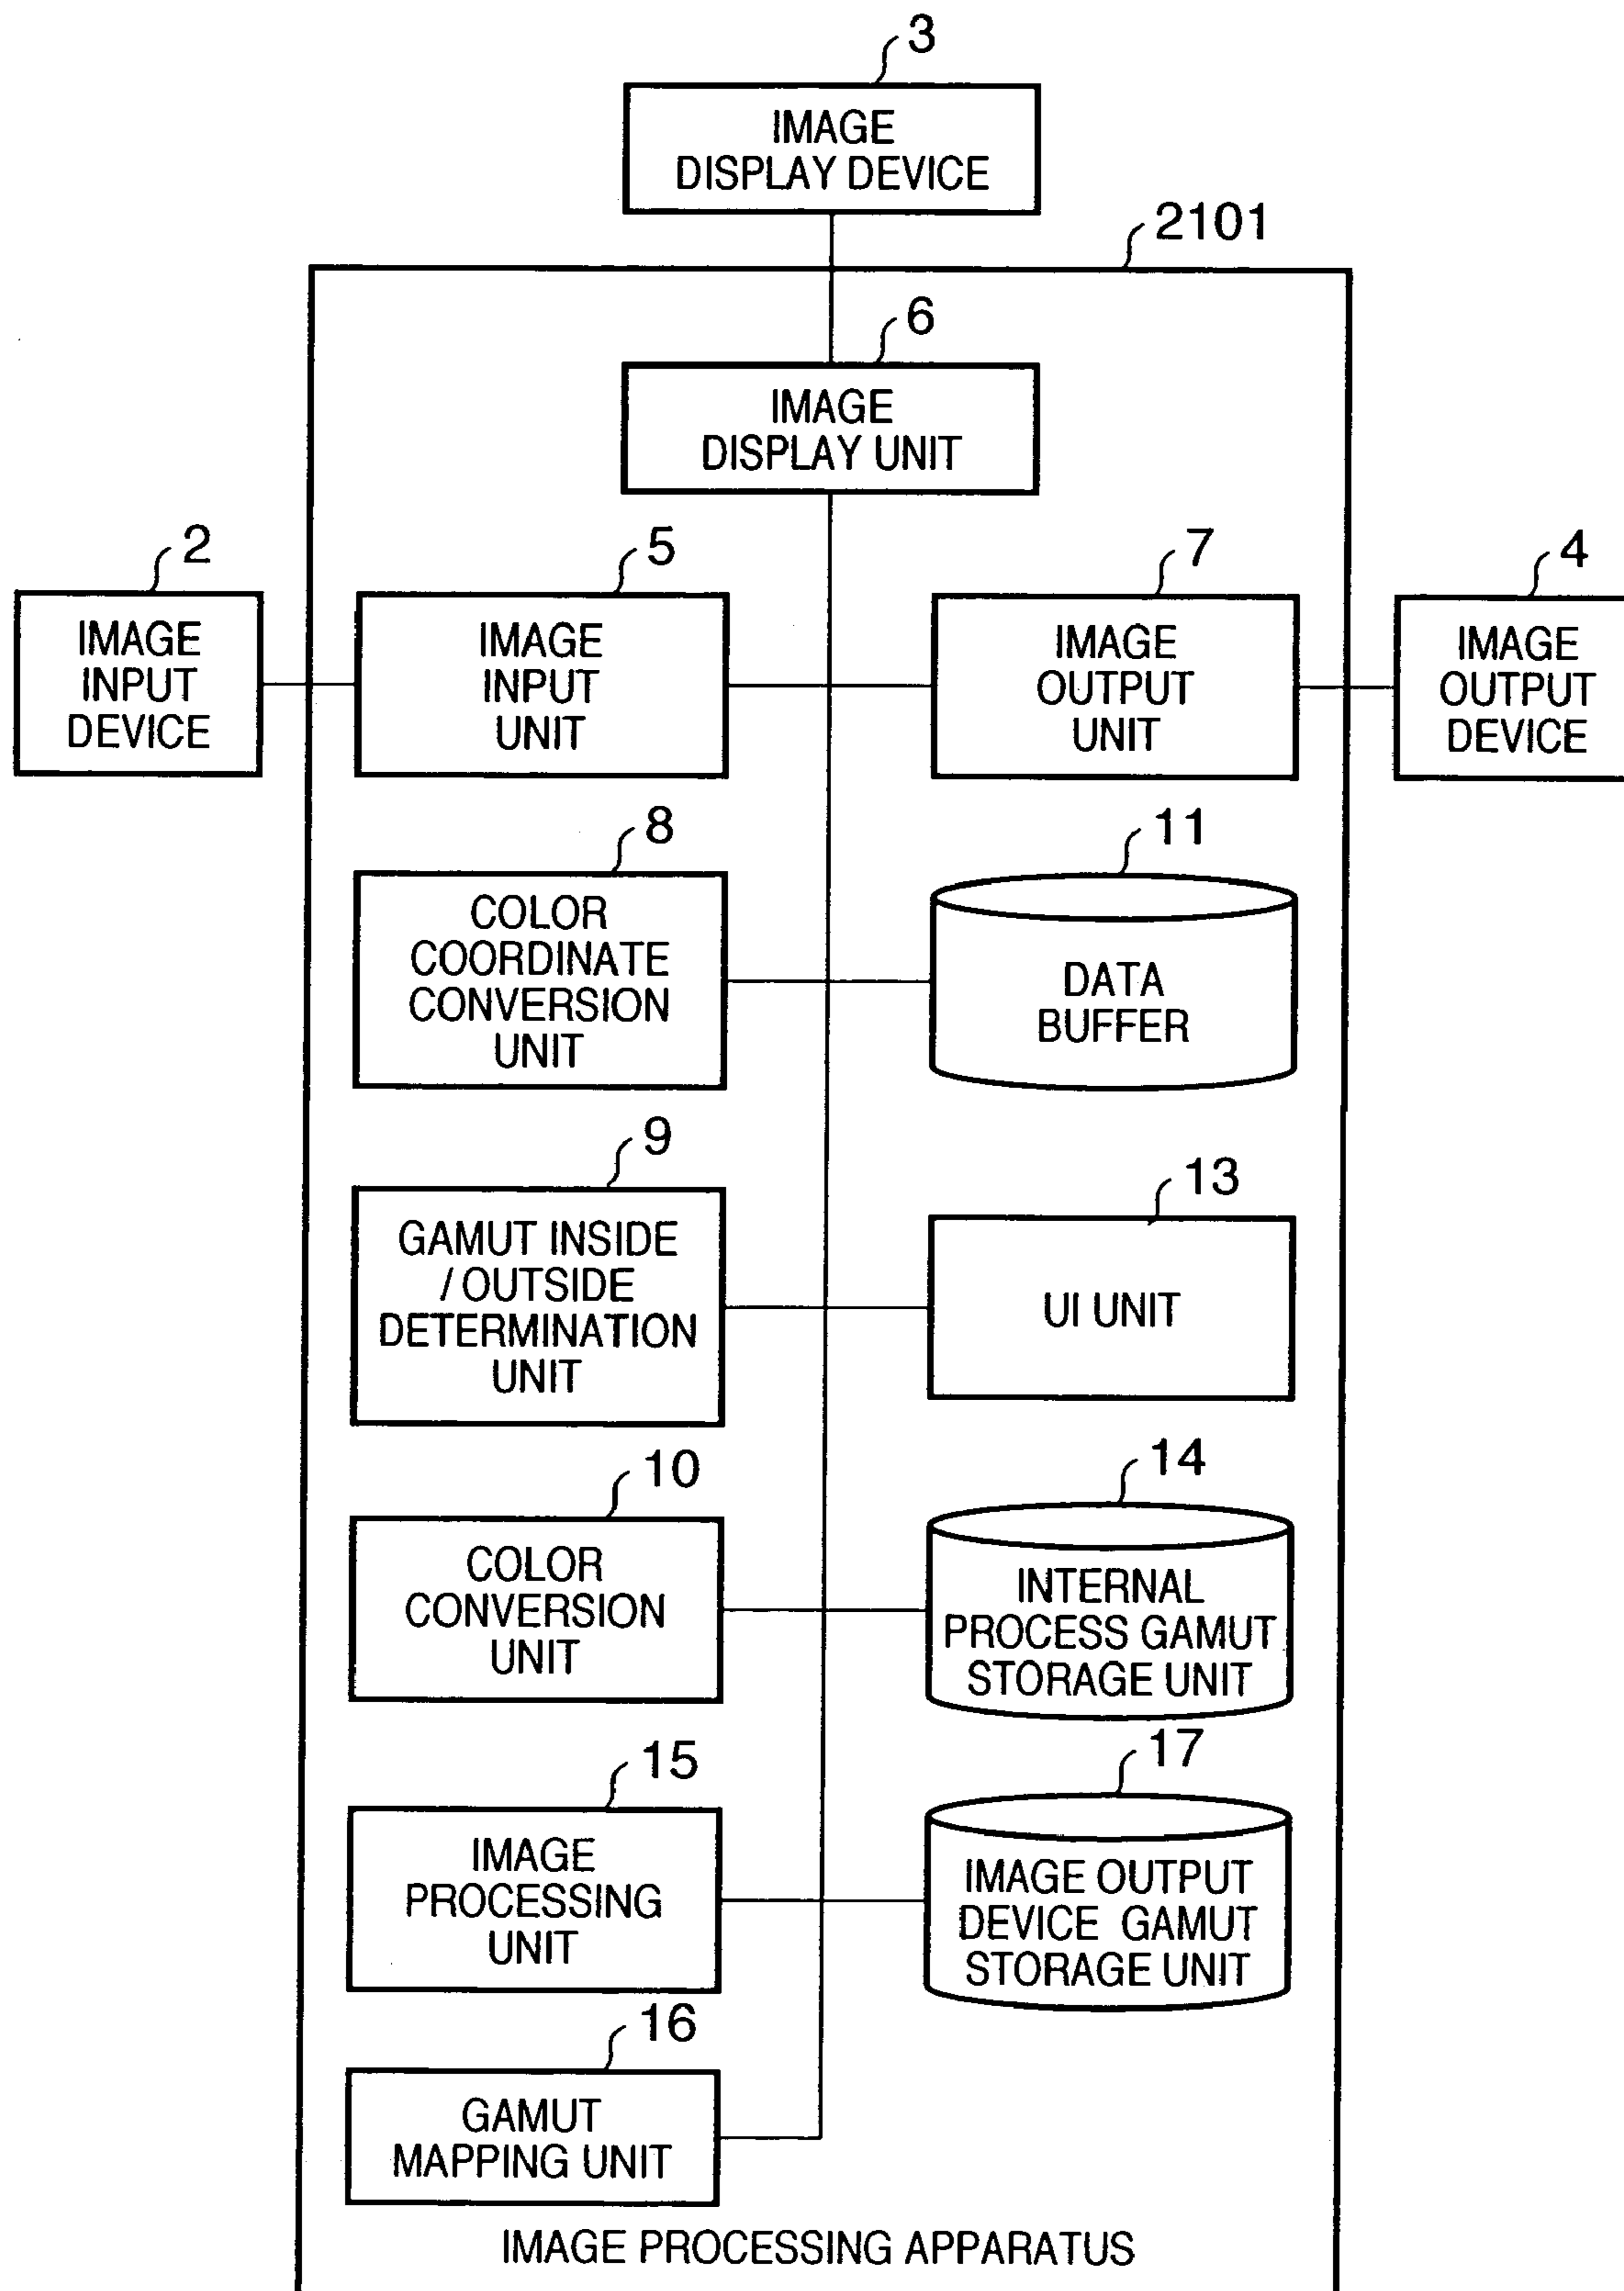 3
IMAGE
DISPLAY DEVICE
2101
6
IMAGE
DISPLAY UNIT
2
IMAGE
INPUT
DEVICE
5
IMAGE
INPUT
UNIT
7
IMAGE
OUTPUT
UNIT
4
IMAGE
OUTPUT
DEVICE
8
COLOR
COORDINATE
CONVERSION
UNIT
11
DATA
BUFFER
9
GAMUT INSIDE
/ OUTSIDE
DETERMINATION
UNIT
13
UI UNIT
10
COLOR
CONVERSION
UNIT
14
INTERNAL
PROCESS GAMUT
STORAGE UNIT
15
IMAGE
PROCESSING
UNIT
17
IMAGE OUTPUT
DEVICE GAMUT
STORAGE UNIT
16
GAMUT
MAPPING UNIT
IMAGE PROCESSING APPARATUS